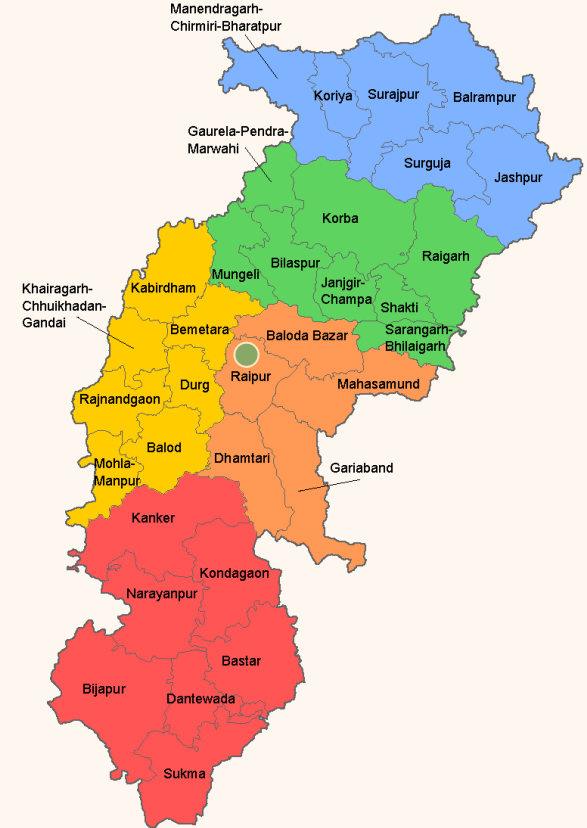 Manendragarh-
Chirmiri-Bharatpur
Koriya
Surajpur
Balrampur
Gaurela-Pendra-
Marwahi
Surguja
Jashpur
Korba
Raigarh
Bilaspur
Mungeli
Janjgir-
Champa
Shakti
Kabirdham
Khairagarh-
Chhuikhadan-
Gandai
Bemetara
Baloda Bazar
Sarangarh-
Bhilaigarh
Raipur
Durg
Mahasamund
Rajnandgaon
Balod
Dhamtari
Mohla-
Manpur
Gariaband
Kanker
Kondagaon
Narayanpur
Bastar
Bijapur
Dantewada
Sukma